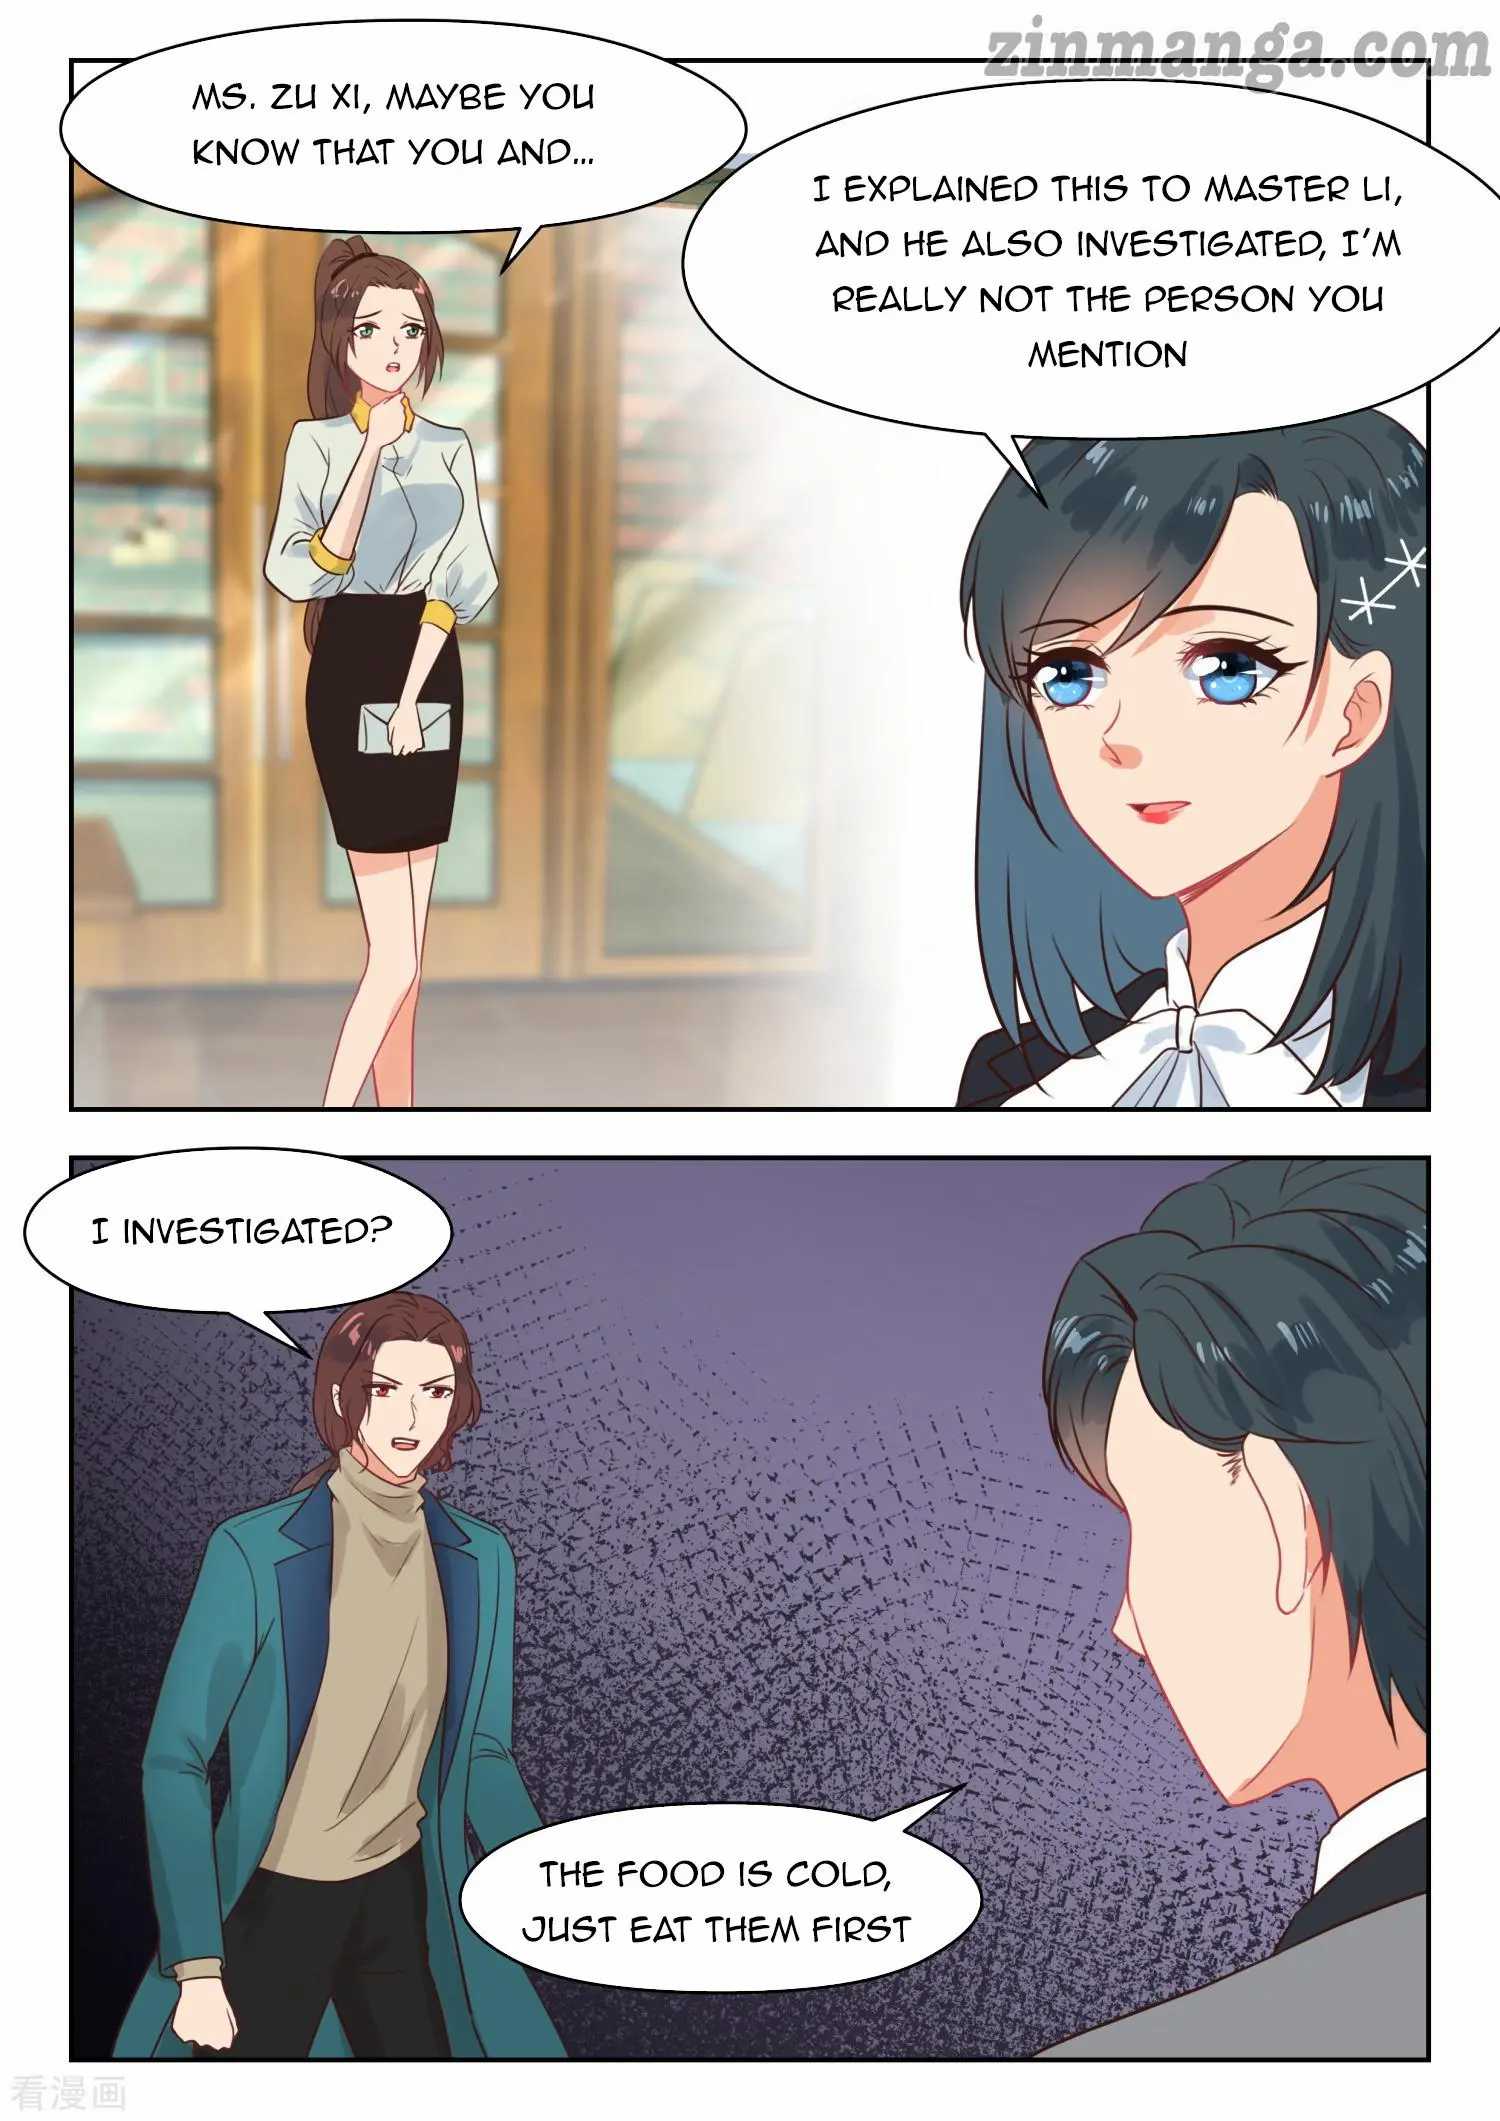 zinmanga.com
MS. ZU XI, MAYBE YOU
KNOW THAT YOU AND...
I EXPLAINED THIS TO MASTER LI,
AND HE ALSO INVESTIGATED, I'M
REALLY NOT THE PERSON YOU
MENTION
I INVESTIGATED?
THE FOOD IS COLD,
JUST EAT THEM FIRST
看漫画